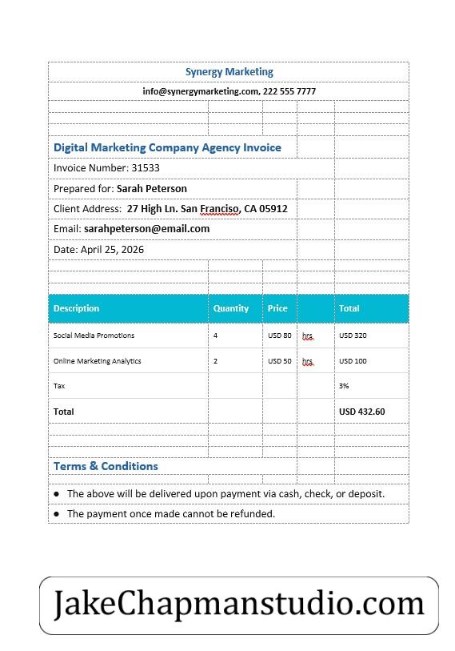 Synergy Marketing
info@synergymarketing.com, 222 555 7777
Digital Marketing Company Agency Invoice
Invoice Number: 31533
Prepared for: Sarah Peterson
Client Address: 27 High Ln. San Franciso, CA 05912
Email: sarahpeterson@email.com
Date: April 25, 2026
Description Quantity Price Total
Social Media Promotions 4 USD 80 hrs. USD 320
Online Marketing Analytics 2 USD 50 hrs. USD 100
Tax 3%
Total USD 432.60
Terms & Conditions
• The above will be delivered upon payment via cash, check, or deposit.
• The payment once made cannot be refunded.
JakeChapmanstudio.com